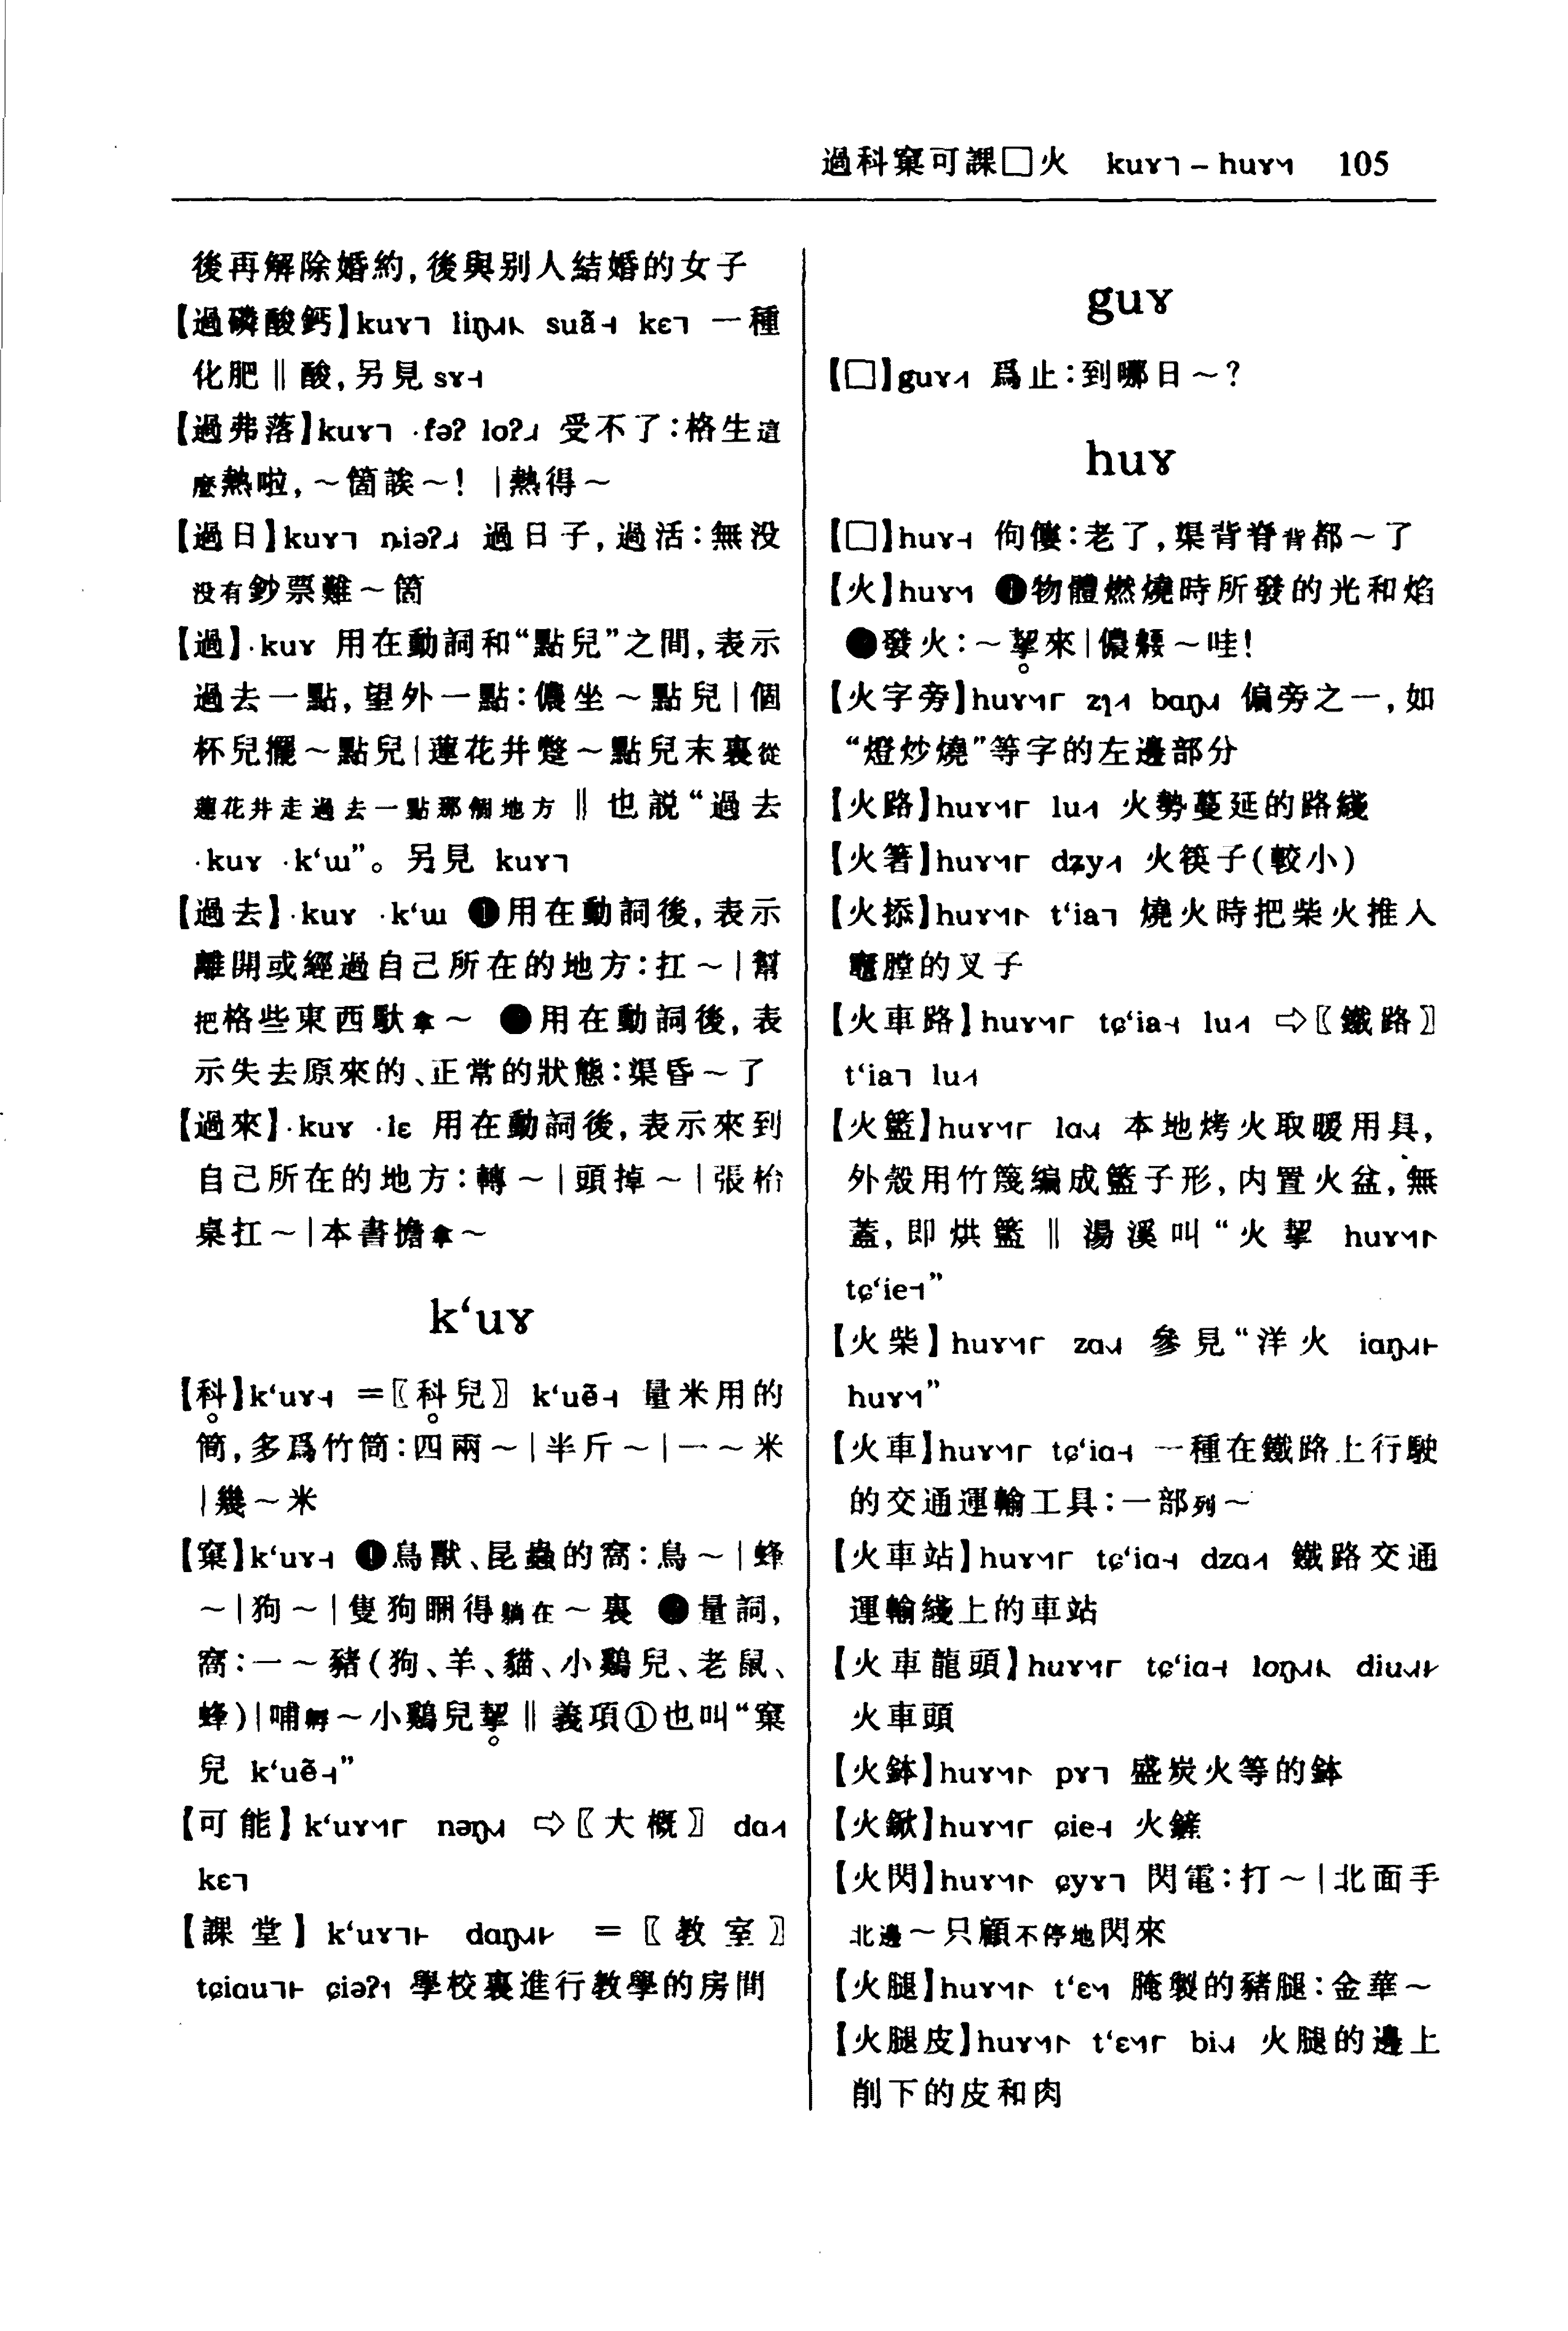 過科窠可課□火 kuɤ˥ – huɤ˧˥ 105
後再解除婚約,後與别人結婚的女子
【過磷酸鈣】kuɤ˥ liŋ suã˧ kɛ˥ 一種
化肥‖酸,另見 sɤ˧
【過弗落】kuɤ˥ ·fəʔ loʔ 受不了:格生這
麼熱啦,～箇誒～!|熱得～
【過日】kuɤ˥ ȵiəʔ 過日子,過活:無没
没有鈔票難～箇
【過】·kuɤ 用在動詞和“點兒”之間,表示
過去一點,望外一點:儂坐～點兒|個
杯兒擺～點兒|蓮花井蹩～點兒末裏從
蓮花井走過去一點那個地方‖也説“過去
·kuɤ ·k‘ɯ”。另見 kuɤ˥
【過去】·kuɤ ·k‘ɯ ❶用在動詞後,表示
離開或經過自己所在的地方:扛～|幫
把格些東西馱拿～ ❷用在動詞後,表
示失去原來的、正常的狀態:渠昏～了
【過來】·kuɤ ·lɛ 用在動詞後,表示來到
自己所在的地方:轉～|頭掉～|張枱
桌扛～|本書擔拿～
k‘uɤ
【科】k‘uɤ˧ =〖科兒〗 k‘uẽ˧ 量米用的
筒,多爲竹筒:四兩～|半斤～|一～米
|幾～米
【窠】k‘uɤ˧ ❶鳥獸、昆蟲的窩:鳥～|蜂
～|狗～|隻狗睏得躺在～裏 ❷量詞,
窩:一～豬(狗、羊、貓、小鷄兒、老鼠、
蜂)|哺孵～小鷄兒挈‖義項①也叫“窠
兒 k‘uẽ˧”
【可能】k‘uɤ nəŋ ⇨〖大概〗 dɑ
kɛ˥
【課堂】k‘uɤ dɑŋ =〖教室〗
tɕiɑu ɕiəʔ 學校裏進行教學的房間
guɤ
【□】guɤ 爲止:到哪日～?
huɤ
【□】huɤ˧ 佝僂:老了,渠背脊背都～了
【火】huɤ ❶物體燃燒時所發的光和焰
❷發火:～挈來|儂㬟～哇!
【火字旁】huɤ zɿ bɑŋ 偏旁之一,如
“燈炒燒”等字的左邊部分
【火路】huɤ lu 火勢蔓延的路綫
【火箸】huɤ dʑy 火筷子(較小)
【火掭】huɤ t‘ia˥ 燒火時把柴火推入
竈膛的叉子
【火車路】huɤ tɕ‘ia˧ lu ⇨〖鐵路〗
t‘ia˥ lu
【火籃】huɤ lɑ 本地烤火取暖用具,
外殼用竹篾編成籃子形,内置火盆,無
蓋,即烘籃‖湯溪叫“火挈 huɤ
tɕ‘ie˧”
【火柴】huɤ zɑ 參見“洋火 iɑŋ
huɤ”
【火車】huɤ tɕ‘iɑ˧ 一種在鐵路上行駛
的交通運輸工具:一部列～
【火車站】huɤ tɕ‘iɑ˧ dzɑ 鐵路交通
運輸綫上的車站
【火車龍頭】huɤ tɕ‘iɑ˧ loŋ diu
火車頭
【火鉢】huɤ pɤ˥ 盛炭火等的鉢
【火鍁】huɤ ɕie˧ 火鏟
【火閃】huɤ ɕyɤ˥ 閃電:打～|北面手
北邊～只顧不停地閃來
【火腿】huɤ t‘ɛ 腌製的豬腿:金華～
【火腿皮】huɤ t‘ɛ bi 火腿的邊上
削下的皮和肉